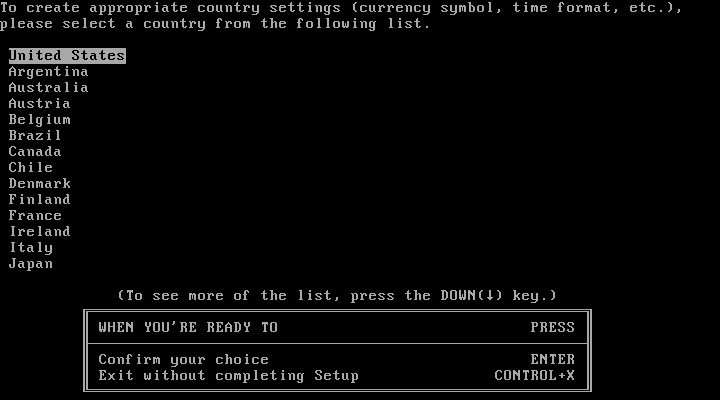 To create appropriate country settings (currency symbol, time format, etc.),
please select a country from the following list.
United States
Argentina
Australia
Austria
Belgium
Brazil
Canada
Chile
Denmark
Finland
France
Ireland
Italy
Japan
(To see more of the list, press the DOWN(↓) key.)
WHEN YOU'RE READY TO PRESS
Confirm your choice ENTER
Exit without completing Setup CONTROL+X